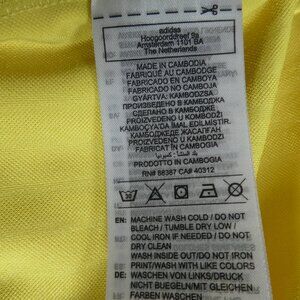 adidas
Hoogoorddreef 9a
Amsterdam 1101 BA
The Netherlands
MADE IN CAMBODIA
FABRIQUÉ AU CAMBODGE
FABRICADO EN CAMBOYA
FABRICADO NO CAMBOJA
GYÁRTVA: KAMBODZSA
ПРОИЗВЕДЕНО В КАМБОДЖА
СДЕЛАНО В КАМБОДЖЕ
PROIZVEDENO U KOMBODŽI
KAMBOÇYA'DA İMAL EDİLMİSTİR.
КАМБОДЖЕДЕ ЖАСАЛҒАН
PROIZVEDENO U KAMBODŽI
FABRICAT ÎN CAMBODGIA
PRODOTTO IN CAMBOGIA
RN# 88387 CA# 40312
EN: MACHINE WASH COLD / DO NOT
BLEACH / TUMBLE DRY LOW /
COOL IRON IF NEEDED / DO NOT
DRY CLEAN
WASH INSIDE OUT/DO NOT IRON
PRINT/WASH WITH LIKE COLORS
DE: WASCHEN VON LINKS/DRUCK
NICHT BUEGELN/MIT GLEICHEN
FARBEN WASCHEN